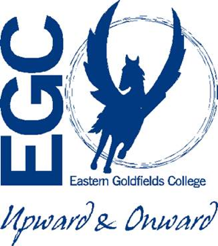 EGC
Eastern Goldfields College
Upward & Onward